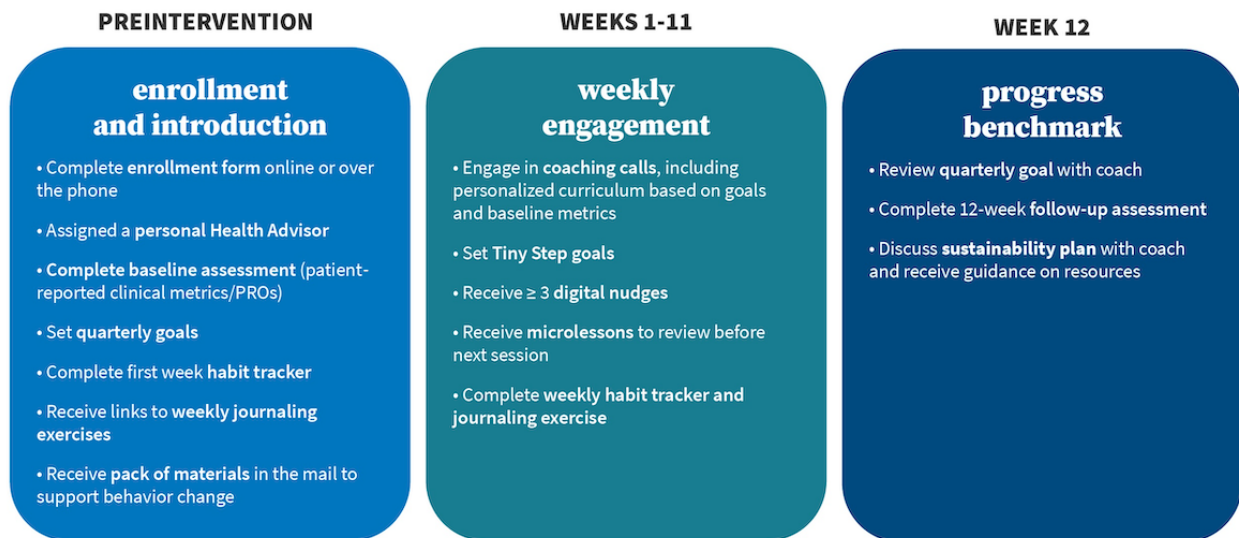 PREINTERVENTION
enrollment
and introduction
• Complete enrollment form online or over
the phone
• Assigned a personal Health Advisor
• Complete baseline assessment (patient-
reported clinical metrics/PROs)
• Set quarterly goals
• Complete first week habit tracker
• Receive links to weekly journaling
exercises
• Receive pack of materials in the mail to
support behavior change
WEEKS 1-11
weekly
engagement
• Engage in coaching calls, including
personalized curriculum based on goals
and baseline metrics
• Set Tiny Step goals
• Receive ≥ 3 digital nudges
• Receive microlessons to review before
next session
• Complete weekly habit tracker and
journaling exercise
WEEK 12
progress
benchmark
• Review quarterly goal with coach
• Complete 12-week follow-up assessment
• Discuss sustainability plan with coach
and receive guidance on resources